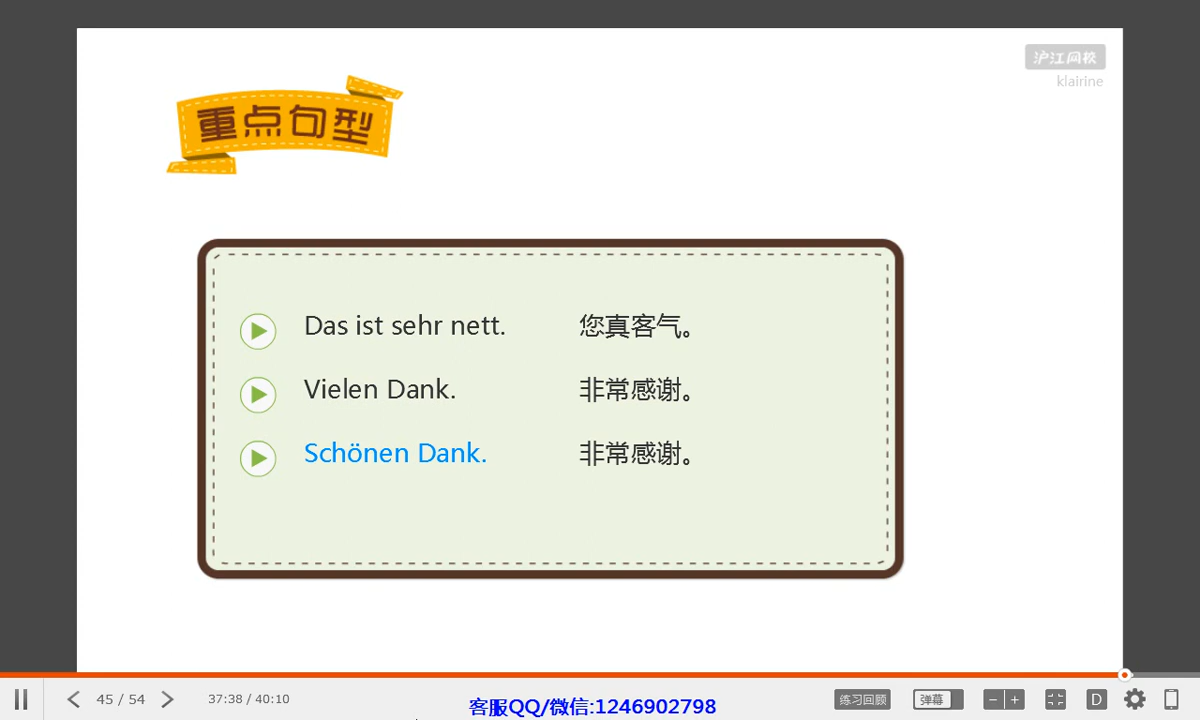 沪江网校
klairine
重点句型
Das ist sehr nett. 您真客气。
Vielen Dank. 非常感谢。
Schönen Dank. 非常感谢。
45 / 54 37:38 / 40:10 客服QQ/微信:1246902798 练习回顾 弹幕 − + D